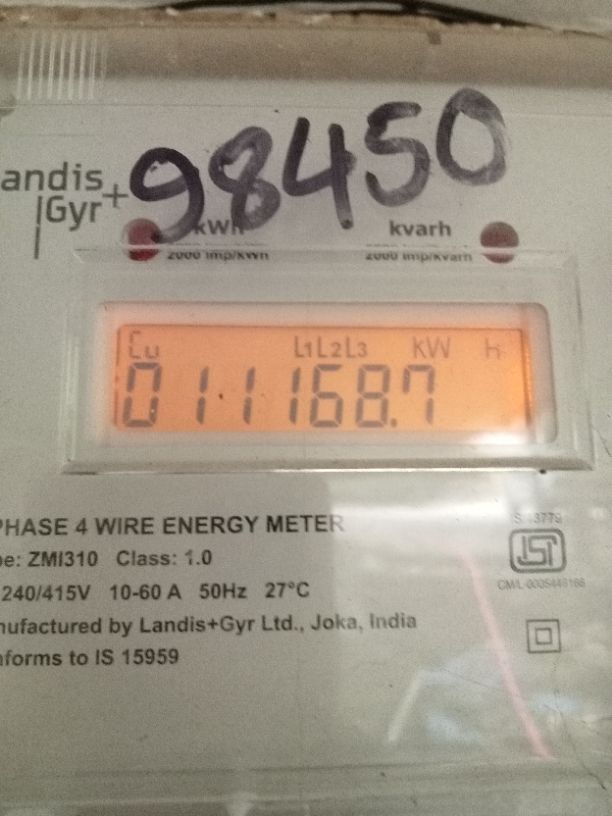 98450
andis
Gyr+
kWh kvarh
2000 imp/kWh 2000 imp/kvarh
Cu L1L2L3 KW h
0111168.7
PHASE 4 WIRE ENERGY METER
pe: ZMI310 Class: 1.0
240/415V 10-60 A 50Hz 27°C
nufactured by Landis+Gyr Ltd., Joka, India
nforms to IS 15959